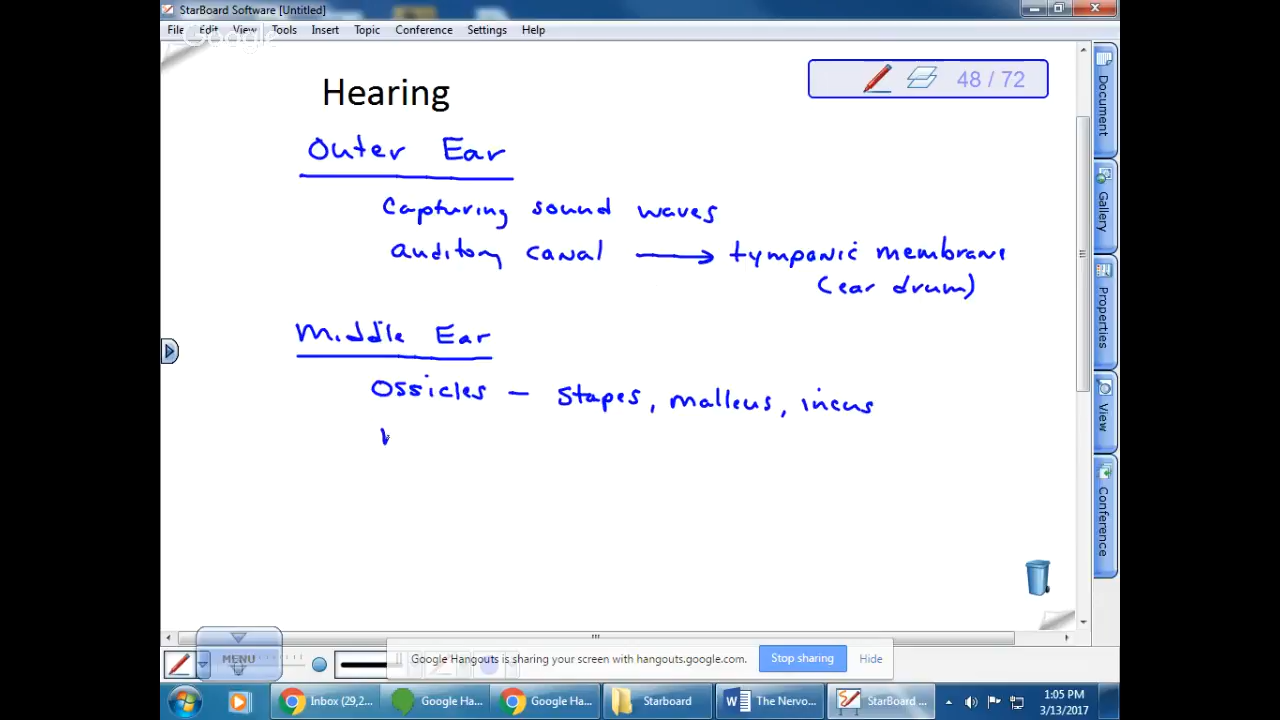 StarBoard Software [Untitled]
File Edit View Tools Insert Topic Conference Settings Help
Google
Hearing
48 / 72
Outer Ear
Capturing sound waves
auditory canal → tympanic membrane
(ear drum)
Middle Ear
Ossicles – stapes, malleus, incus
Document
Gallery
Properties
View
Conference
MENU
Google Hangouts is sharing your screen with hangouts.google.com.
Stop sharing
Hide
Inbox (29,2...
Google Ha...
Google Ha...
Starboard
The Nervo...
StarBoard ...
1:05 PM
3/13/2017